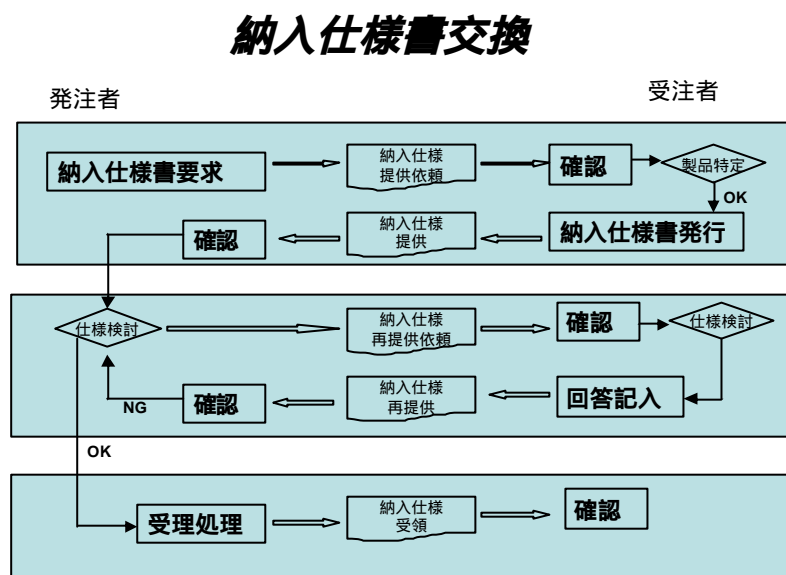 納入仕様書交換
発注者
受注者
納入仕様書要求
納入仕様
提供依頼
確認
製品特定
OK
確認
納入仕様
提供
納入仕様書発行
仕様検討
納入仕様
再提供依頼
確認
仕様検討
NG
確認
納入仕様
再提供
回答記入
OK
受理処理
納入仕様
受領
確認